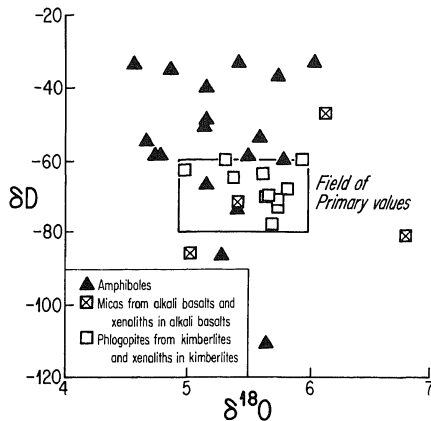 -20
-40
-60
-80
-100
-120
δD
Field of
Primary values
Amphiboles
Micas from alkali basalts and
xenoliths in alkali basalts
Phlogopites from kimberlites
and xenoliths in kimberlites
4 5 6 7
δ¹⁸O